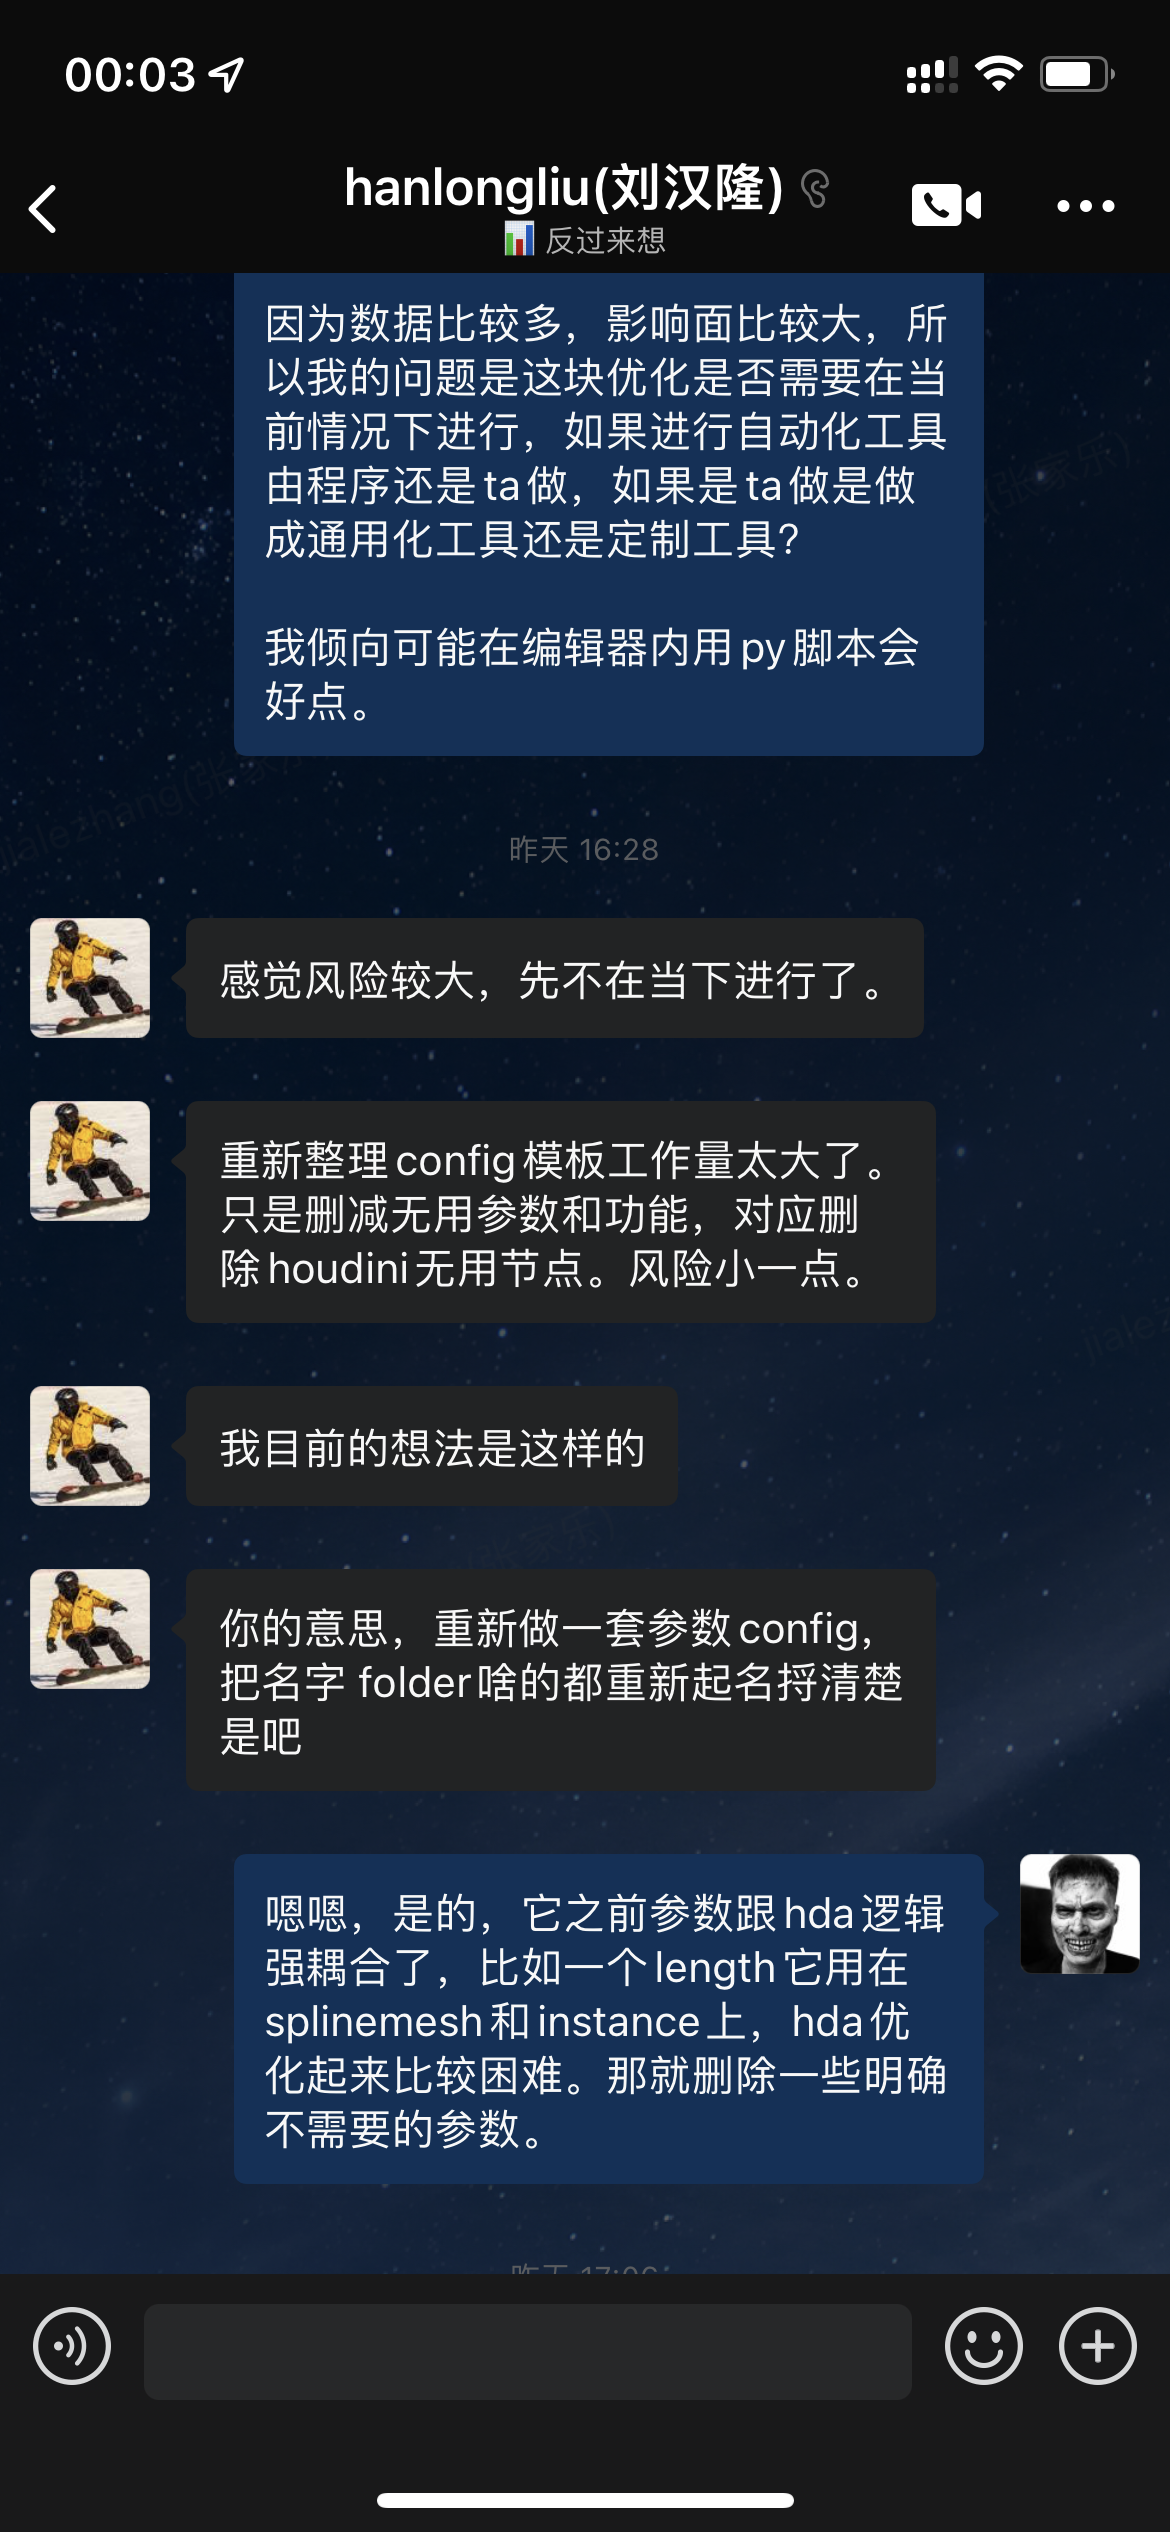 00:03
hanlongliu(刘汉隆)
反过来想
因为数据比较多，影响面比较大，所
以我的问题是这块优化是否需要在当
前情况下进行，如果进行自动化工具
由程序还是ta做，如果是ta做是做
成通用化工具还是定制工具?
我倾向可能在编辑器内用py脚本会
好点。
(张家乐)
jialezhang(张家乐
昨天 16:28
感觉风险较大，先不在当下进行了。
重新整理config模板工作量太大了。
只是删减无用参数和功能，对应删
除houdini无用节点。风险小一点。
jiale
我目前的想法是这样的
(张家乐)
你的意思，重新做一套参数config，
把名字 folder啥的都重新起名捋清楚
是吧
嗯嗯，是的，它之前参数跟hda逻辑
强耦合了，比如一个length它用在
splinemesh和instance上，hda优
化起来比较困难。那就删除一些明确
不需要的参数。
昨天 17:06